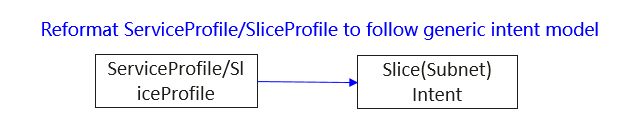 Reformat ServiceProfile/SliceProfile to follow generic intent model
ServiceProfile/Sl
iceProfile
Slice(Subnet)
Intent